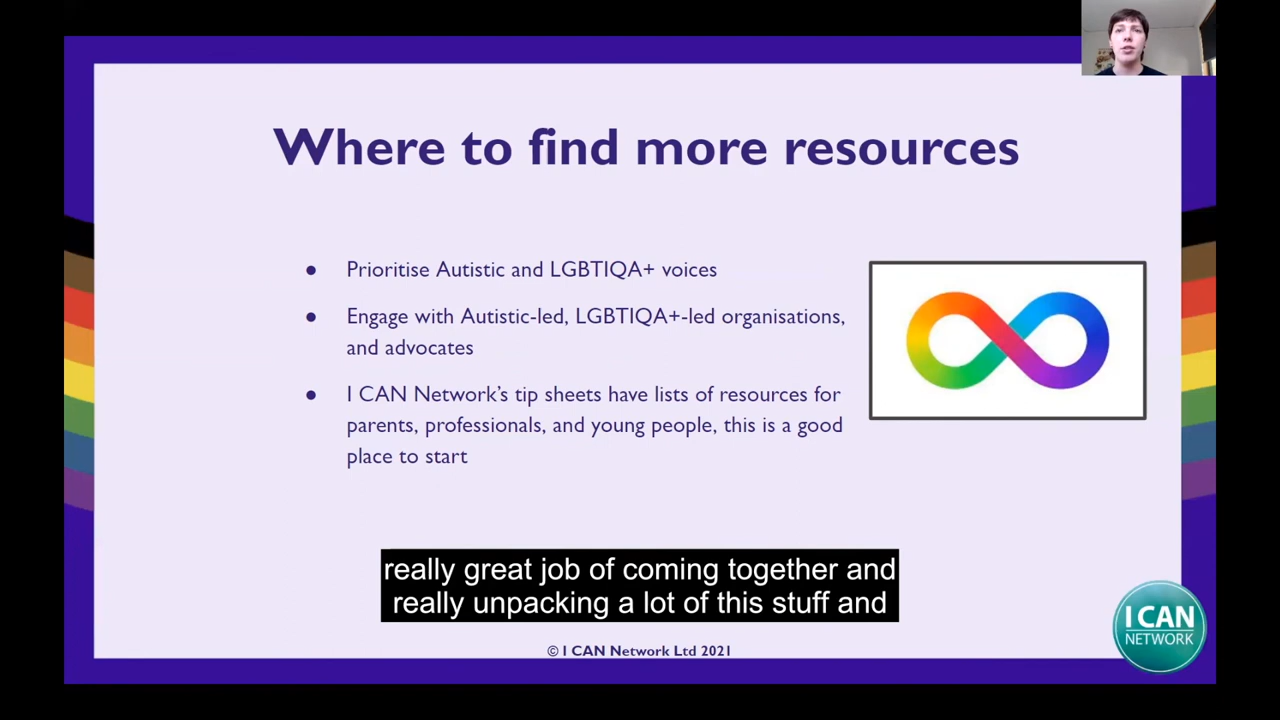 Where to find more resources
● Prioritise Autistic and LGBTIQA+ voices
● Engage with Autistic-led, LGBTIQA+-led organisations,
and advocates
● I CAN Network’s tip sheets have lists of resources for
parents, professionals, and young people, this is a good
place to start
really great job of coming together and
really unpacking a lot of this stuff and
© I CAN Network Ltd 2021
I CAN
NETWORK